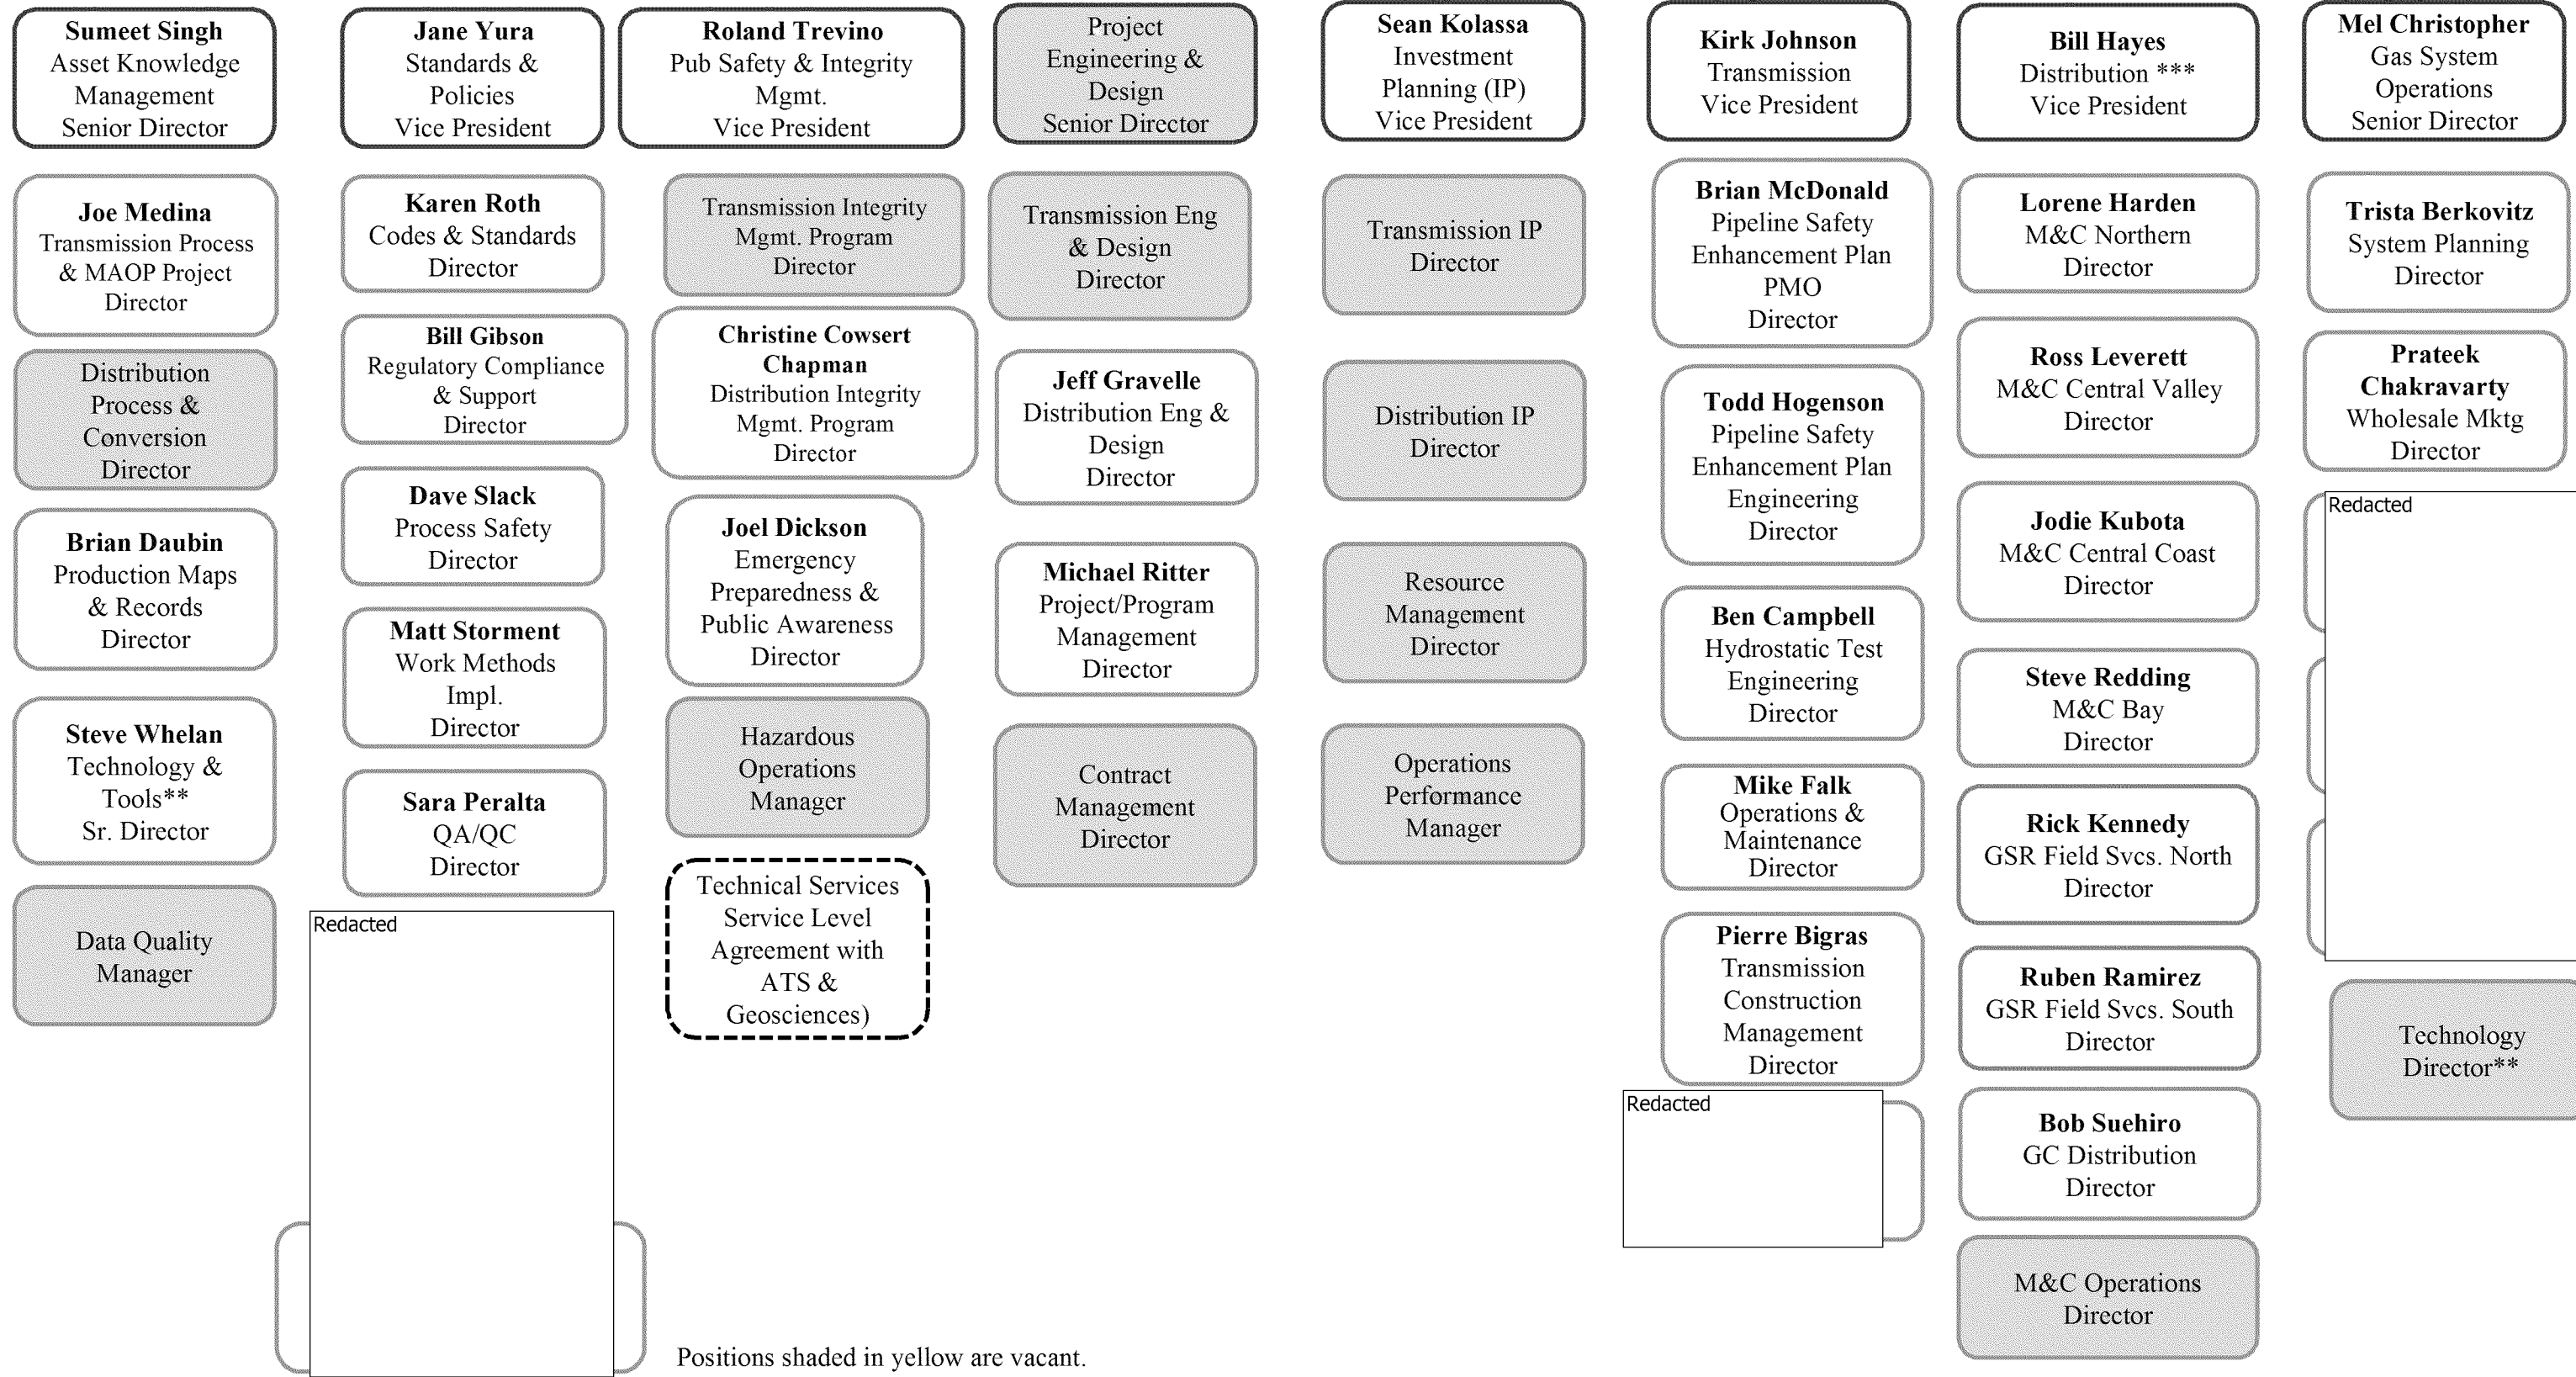 Sumeet Singh
Asset Knowledge
Management
Senior Director
Joe Medina
Transmission Process
& MAOP Project
Director
Distribution
Process &
Conversion
Director
Brian Daubin
Production Maps
& Records
Director
Steve Whelan
Technology &
Tools**
Sr. Director
Data Quality
Manager
Jane Yura
Standards &
Policies
Vice President
Karen Roth
Codes & Standards
Director
Bill Gibson
Regulatory Compliance
& Support
Director
Dave Slack
Process Safety
Director
Matt Storment
Work Methods
Impl.
Director
Sara Peralta
QA/QC
Director
Redacted
Roland Trevino
Pub Safety & Integrity
Mgmt.
Vice President
Transmission Integrity
Mgmt. Program
Director
Christine Cowsert
Chapman
Distribution Integrity
Mgmt. Program
Director
Joel Dickson
Emergency
Preparedness &
Public Awareness
Director
Hazardous
Operations
Manager
Technical Services
Service Level
Agreement with
ATS &
Geosciences)
Project
Engineering &
Design
Senior Director
Transmission Eng
& Design
Director
Jeff Gravelle
Distribution Eng &
Design
Director
Michael Ritter
Project/Program
Management
Director
Contract
Management
Director
Sean Kolassa
Investment
Planning (IP)
Vice President
Transmission IP
Director
Distribution IP
Director
Resource
Management
Director
Operations
Performance
Manager
Kirk Johnson
Transmission
Vice President
Brian McDonald
Pipeline Safety
Enhancement Plan
PMO
Director
Todd Hogenson
Pipeline Safety
Enhancement Plan
Engineering
Director
Ben Campbell
Hydrostatic Test
Engineering
Director
Mike Falk
Operations &
Maintenance
Director
Pierre Bigras
Transmission
Construction
Management
Director
Redacted
Bill Hayes
Distribution ***
Vice President
Lorene Harden
M&C Northern
Director
Ross Leverett
M&C Central Valley
Director
Jodie Kubota
M&C Central Coast
Director
Steve Redding
M&C Bay
Director
Rick Kennedy
GSR Field Svcs. North
Director
Ruben Ramirez
GSR Field Svcs. South
Director
Bob Suehiro
GC Distribution
Director
M&C Operations
Director
Mel Christopher
Gas System
Operations
Senior Director
Trista Berkovitz
System Planning
Director
Prateek
Chakravarty
Wholesale Mktg
Director
Redacted
Technology
Director**
Positions shaded in yellow are vacant.